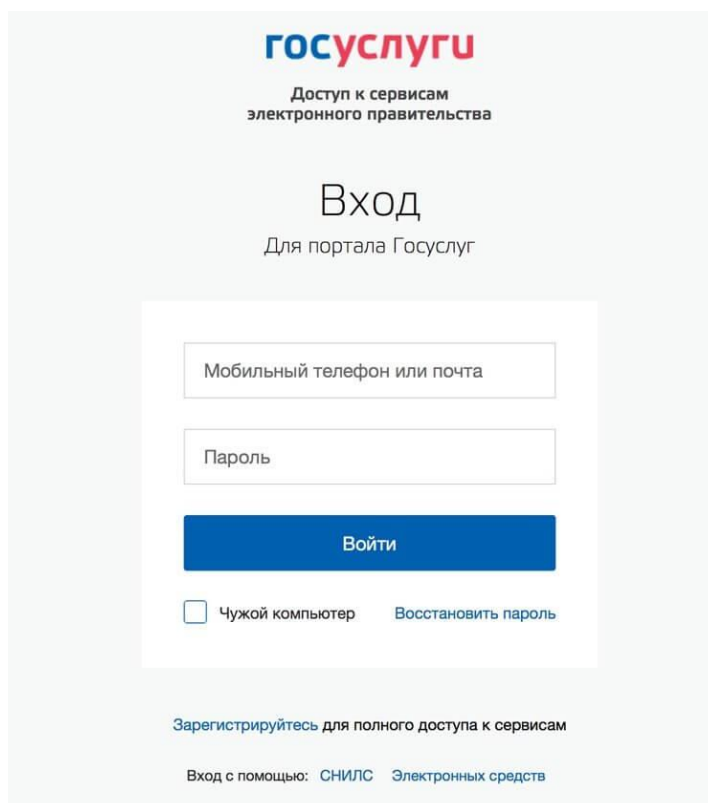 госуслуги
Доступ к сервисам
электронного правительства
Вход
Для портала Госуслуг
Мобильный телефон или почта
Пароль
Войти
Чужой компьютер Восстановить пароль
Зарегистрируйтесь для полного доступа к сервисам
Вход с помощью: СНИЛС Электронных средств